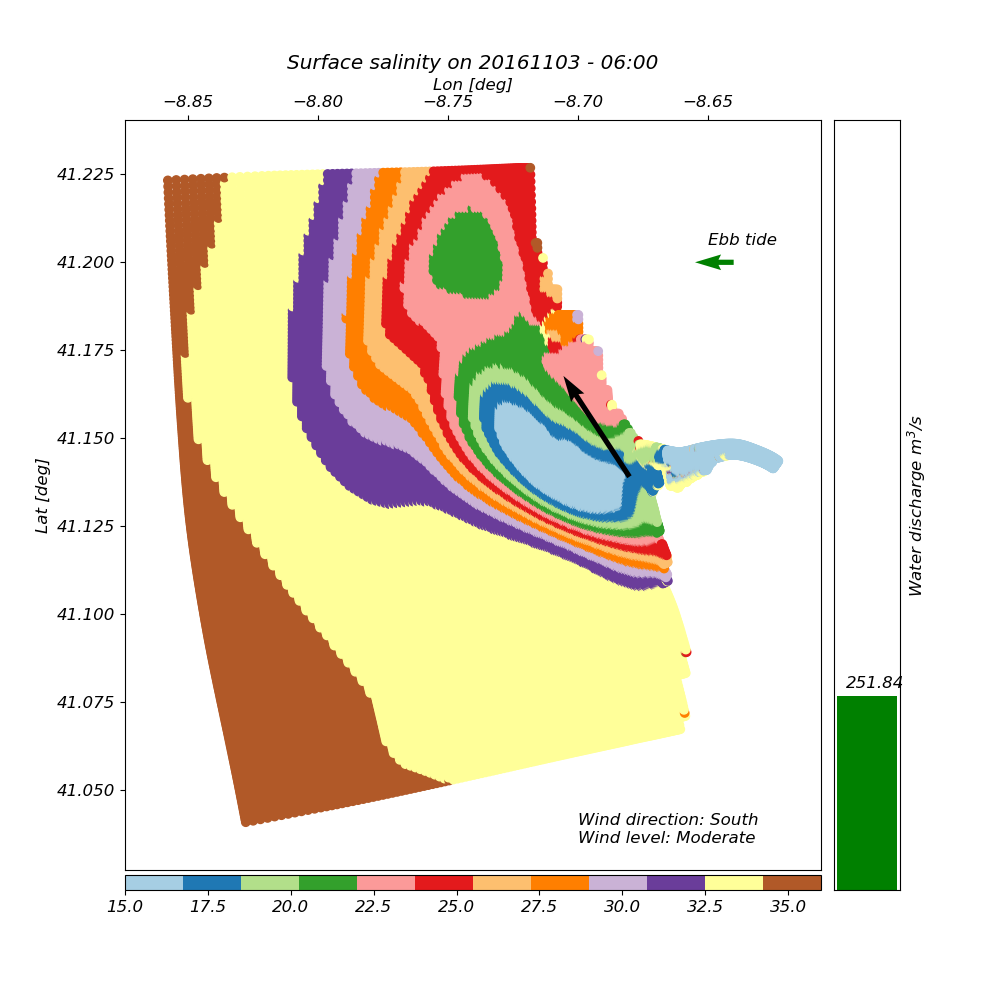 Surface salinity on 20161103 - 06:00
Lon [deg]
−8.85 −8.80 −8.75 −8.70 −8.65
41.225
41.200
41.175
41.150
41.125
41.100
41.075
41.050
Lat [deg]
Ebb tide
Wind direction: South
Wind level: Moderate
251.84
Water discharge m³/s
15.0 17.5 20.0 22.5 25.0 27.5 30.0 32.5 35.0